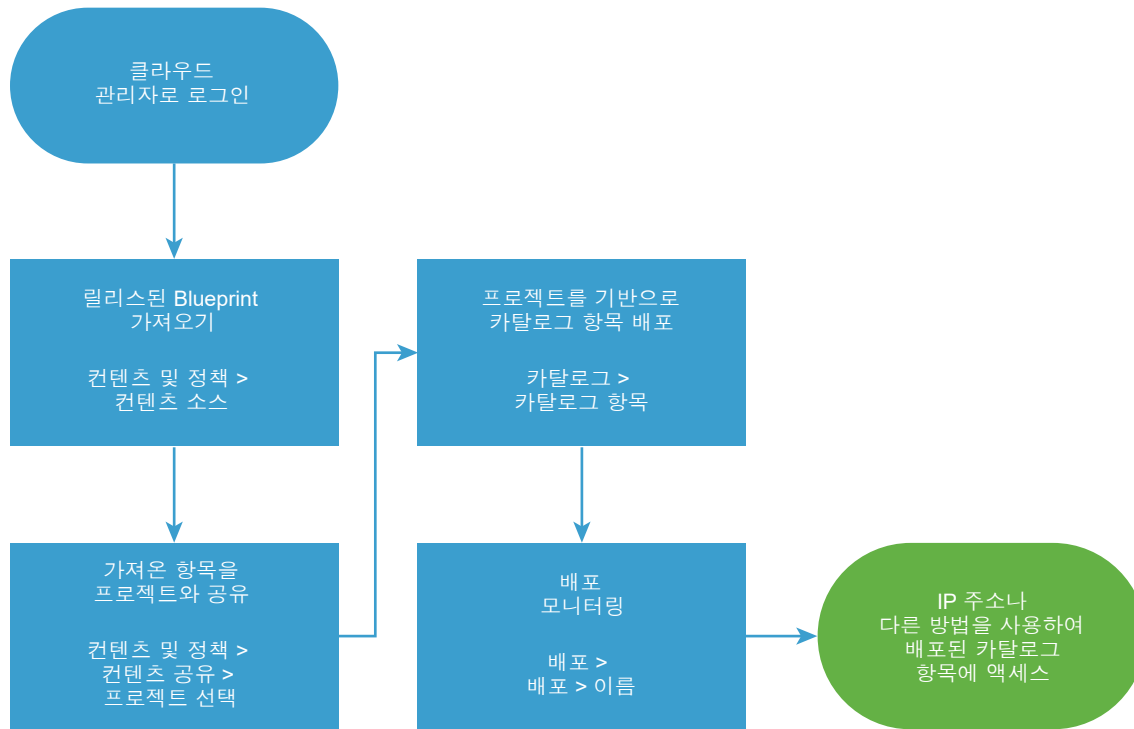 클라우드
관리자로 로그인
릴리스된 Blueprint
가져오기
컨텐츠 및 정책 >
컨텐츠 소스
가져온 항목을
프로젝트와 공유
컨텐츠 및 정책 >
컨텐츠 공유 >
프로젝트 선택
프로젝트를 기반으로
카탈로그 항목 배포
카탈로그 >
카탈로그 항목
배포
모니터링
배포 >
배포 > 이름
IP 주소나
다른 방법을 사용하여
배포된 카탈로그
항목에 액세스